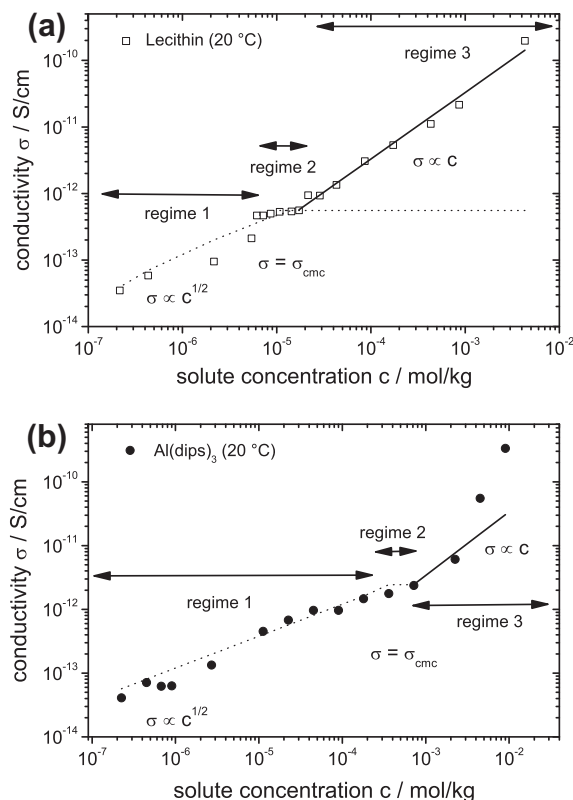 (a)
Lecithin (20 °C)
regime 3
regime 2
regime 1
σ ∝ c
σ = σcmc
σ ∝ c^1/2
conductivity σ / S/cm
10^-10
10^-11
10^-12
10^-13
10^-14
10^-7 10^-6 10^-5 10^-4 10^-3 10^-2
solute concentration c / mol/kg
(b)
Al(dips)3 (20 °C)
regime 2
σ ∝ c
regime 1
regime 3
σ = σcmc
σ ∝ c^1/2
conductivity σ / S/cm
10^-10
10^-11
10^-12
10^-13
10^-14
10^-7 10^-6 10^-5 10^-4 10^-3 10^-2
solute concentration c / mol/kg